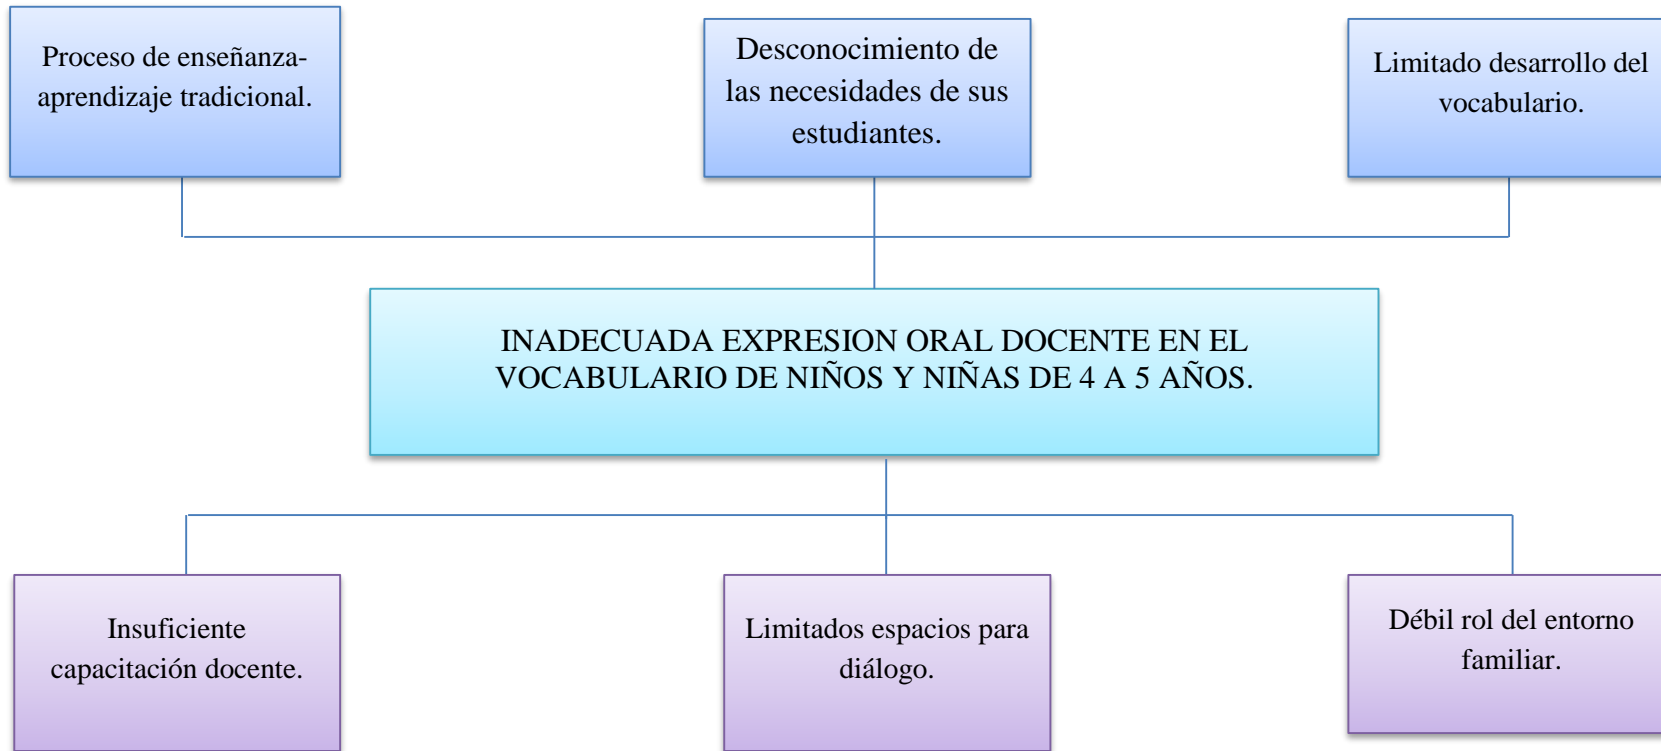 Proceso de enseñanza-
aprendizaje tradicional.
Desconocimiento de
las necesidades de sus
estudiantes.
Limitado desarrollo del
vocabulario.
INADECUADA EXPRESION ORAL DOCENTE EN EL
VOCABULARIO DE NIÑOS Y NIÑAS DE 4 A 5 AÑOS.
Insuficiente
capacitación docente.
Limitados espacios para
diálogo.
Débil rol del entorno
familiar.